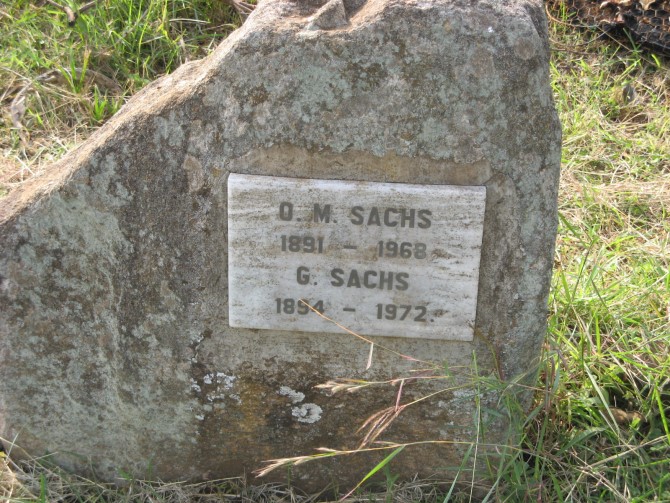 O. M. SACHS
1891 - 1968
G. SACHS
1894 - 1972.